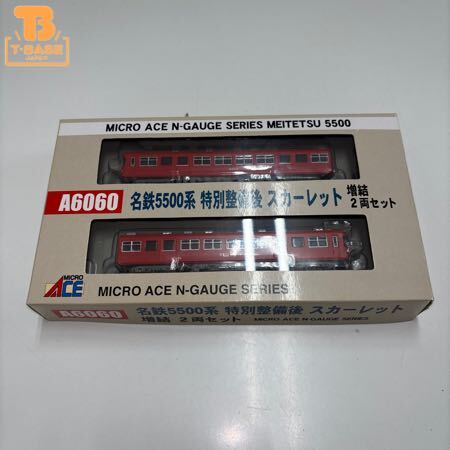 T-BASE
JAPAN
MICRO ACE N-GAUGE SERIES MEITETSU 5500
A6060 名鉄5500系 特別整備後 スカーレット 増結
2両セット
MICRO
ACE
MICRO ACE N-GAUGE SERIES
A6060 名鉄5500系 特別整備後 スカーレット
増結 2両セット MICRO ACE N-GAUGE SERIES